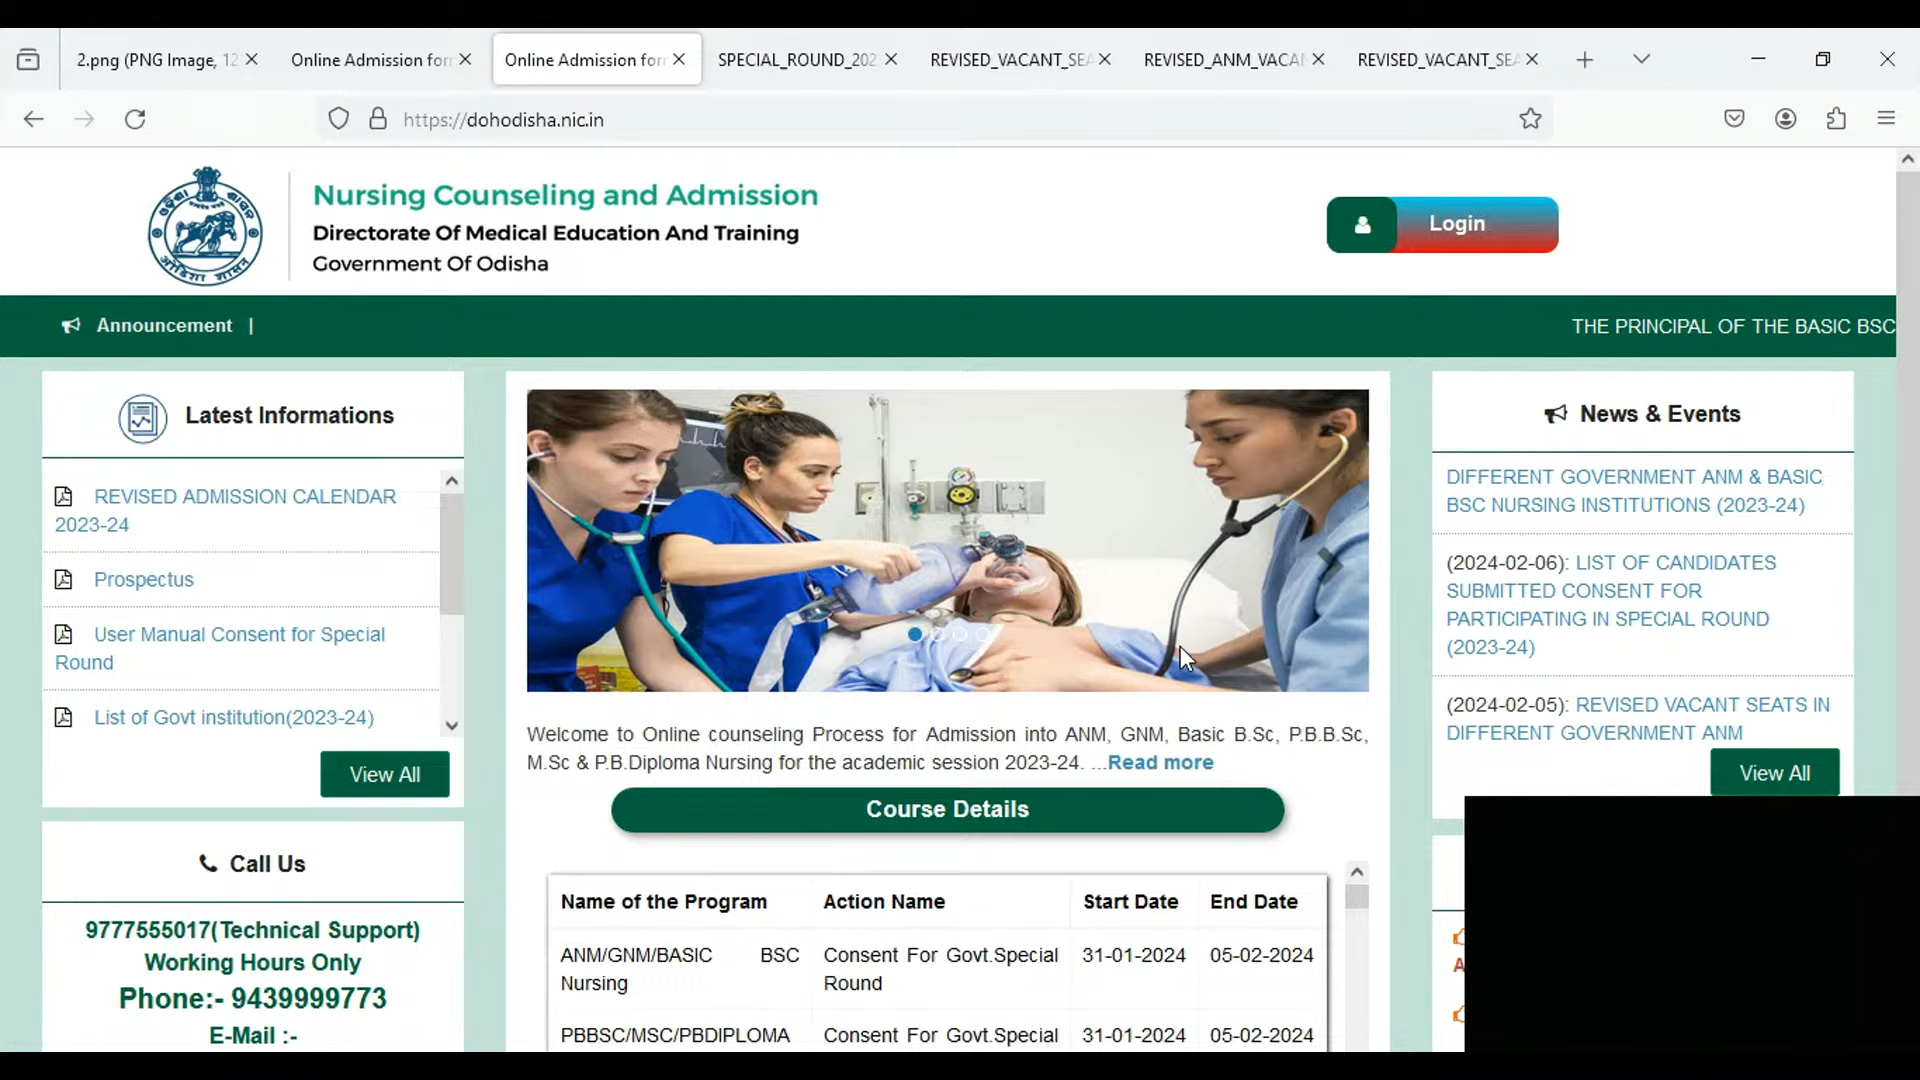 2.png (PNG Image, 12
Online Admission for
Online Admission for
SPECIAL_ROUND_202
REVISED_VACANT_SEA
REVISED_ANM_VACA
REVISED_VACANT_SEA
https://dohodisha.nic.in
Nursing Counseling and Admission
Directorate Of Medical Education And Training
Government Of Odisha
Login
Announcement |
THE PRINCIPAL OF THE BASIC BSC
Latest Informations
REVISED ADMISSION CALENDAR
2023-24
Prospectus
User Manual Consent for Special
Round
List of Govt institution(2023-24)
View All
Call Us
9777555017(Technical Support)
Working Hours Only
Phone:- 9439999773
E-Mail :-
Welcome to Online counseling Process for Admission into ANM, GNM, Basic B.Sc, P.B.B.Sc,
M.Sc & P.B.Diploma Nursing for the academic session 2023-24. ...Read more
Course Details
Name of the Program Action Name Start Date End Date
ANM/GNM/BASIC BSC Consent For Govt.Special 31-01-2024 05-02-2024
Nursing Round
PBBSC/MSC/PBDIPLOMA Consent For Govt.Special 31-01-2024 05-02-2024
News & Events
DIFFERENT GOVERNMENT ANM & BASIC
BSC NURSING INSTITUTIONS (2023-24)
(2024-02-06): LIST OF CANDIDATES
SUBMITTED CONSENT FOR
PARTICIPATING IN SPECIAL ROUND
(2023-24)
(2024-02-05): REVISED VACANT SEATS IN
DIFFERENT GOVERNMENT ANM
View All